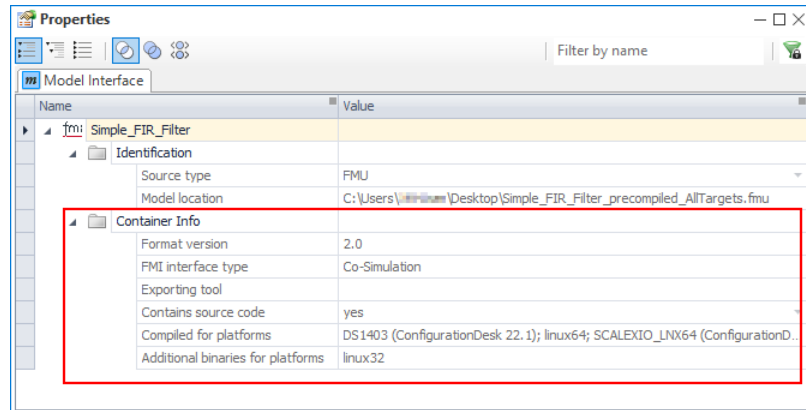 Properties
Filter by name
m Model Interface
Name Value
fmi Simple_FIR_Filter
Identification
Source type FMU
Model location C:\Users\ \Desktop\Simple_FIR_Filter_precompiled_AllTargets.fmu
Container Info
Format version 2.0
FMI interface type Co-Simulation
Exporting tool
Contains source code yes
Compiled for platforms DS1403 (ConfigurationDesk 22.1); linux64; SCALEXIO_LNX64 (ConfigurationD...
Additional binaries for platforms linux32